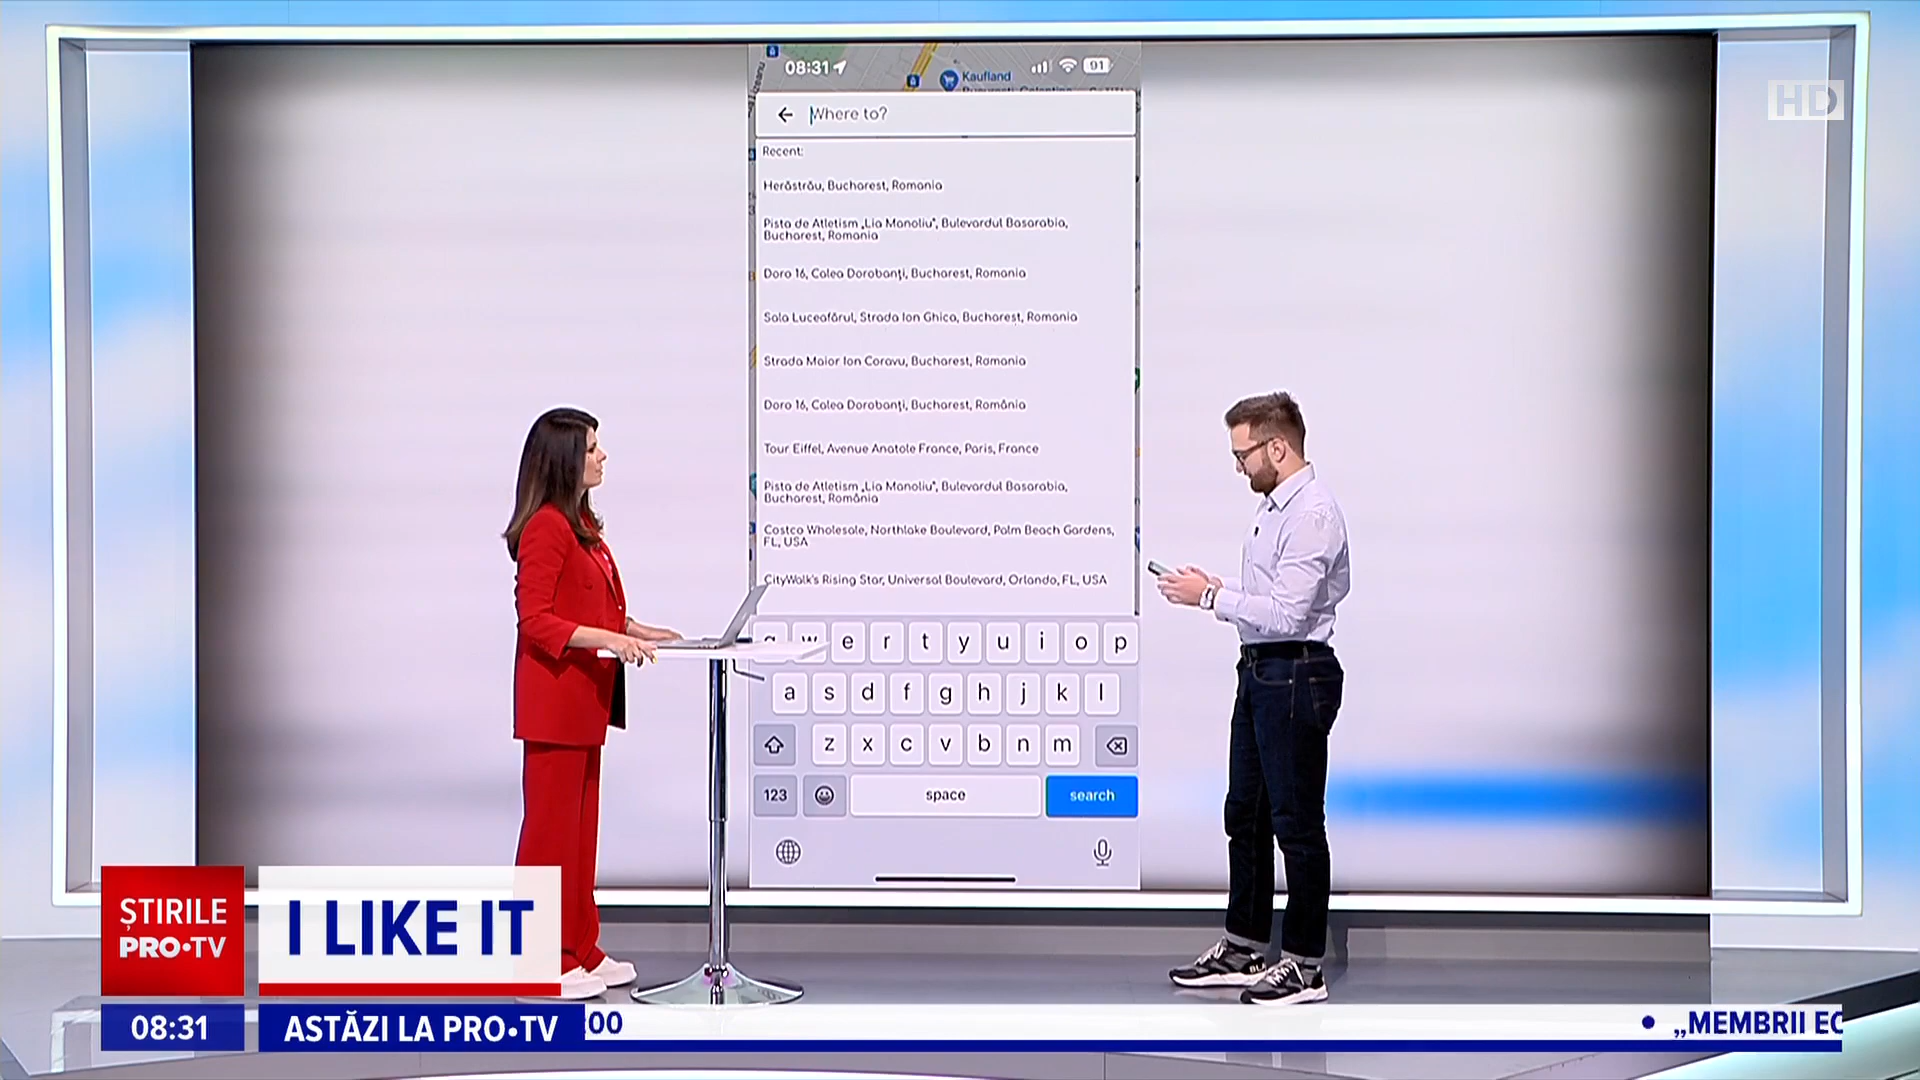 08:31
91
Kaufland
HD
Where to?
Recent:
Herăstrău, Bucharest, Romania
Pista de Atletism „Lia Manoliu”, Bulevardul Basarabia,
Bucharest, Romania
Doro 16, Calea Dorobanți, Bucharest, Romania
Sala Luceafărul, Strada Ion Ghica, Bucharest, Romania
Strada Maior Ion Coravu, Bucharest, Romania
Doro 16, Calea Dorobanți, Bucharest, România
Tour Eiffel, Avenue Anatole France, Paris, France
Pista de Atletism „Lia Manoliu”, Bulevardul Basarabia,
Bucharest, România
Costco Wholesale, Northlake Boulevard, Palm Beach Gardens,
FL, USA
CityWalk's Rising Star, Universal Boulevard, Orlando, FL, USA
q w e r t y u i o p
a s d f g h j k l
z x c v b n m
123 space search
ȘTIRILE
PRO•TV
I LIKE IT
08:31 ASTĂZI LA PRO•TV :00 • „MEMBRII EC